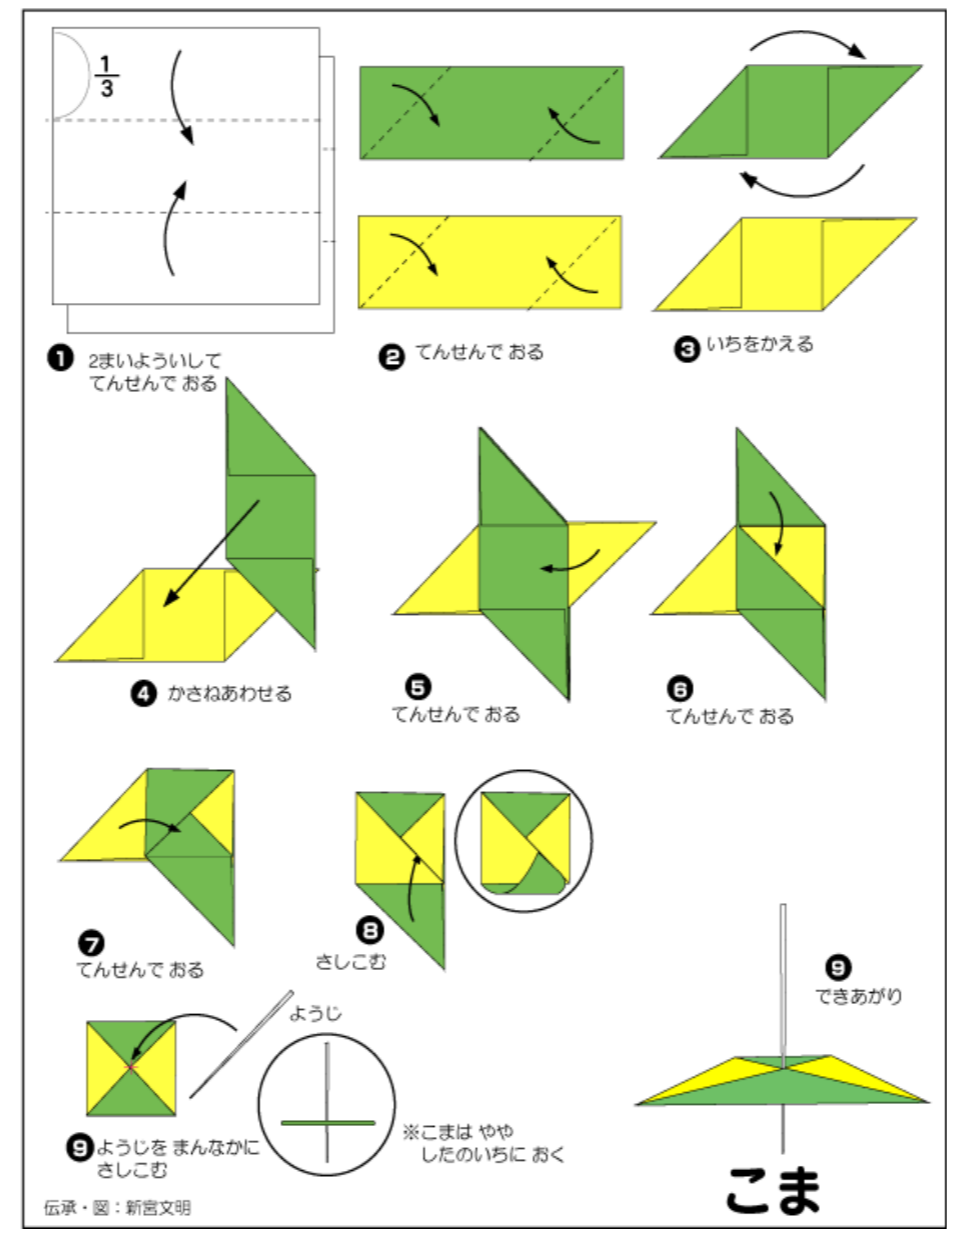 1
3
❶ 2まいよういして
てんせんで おる
❷ てんせんで おる
❸ いちをかえる
❹ かさねあわせる
❺
てんせんで おる
❻
てんせんで おる
❼
てんせんで おる
❽
さしこむ
ようじ
❾ ようじを まんなかに
さしこむ
※こまは やや
したのいちに おく
❾
できあがり
こま
伝承・図：新宮文明